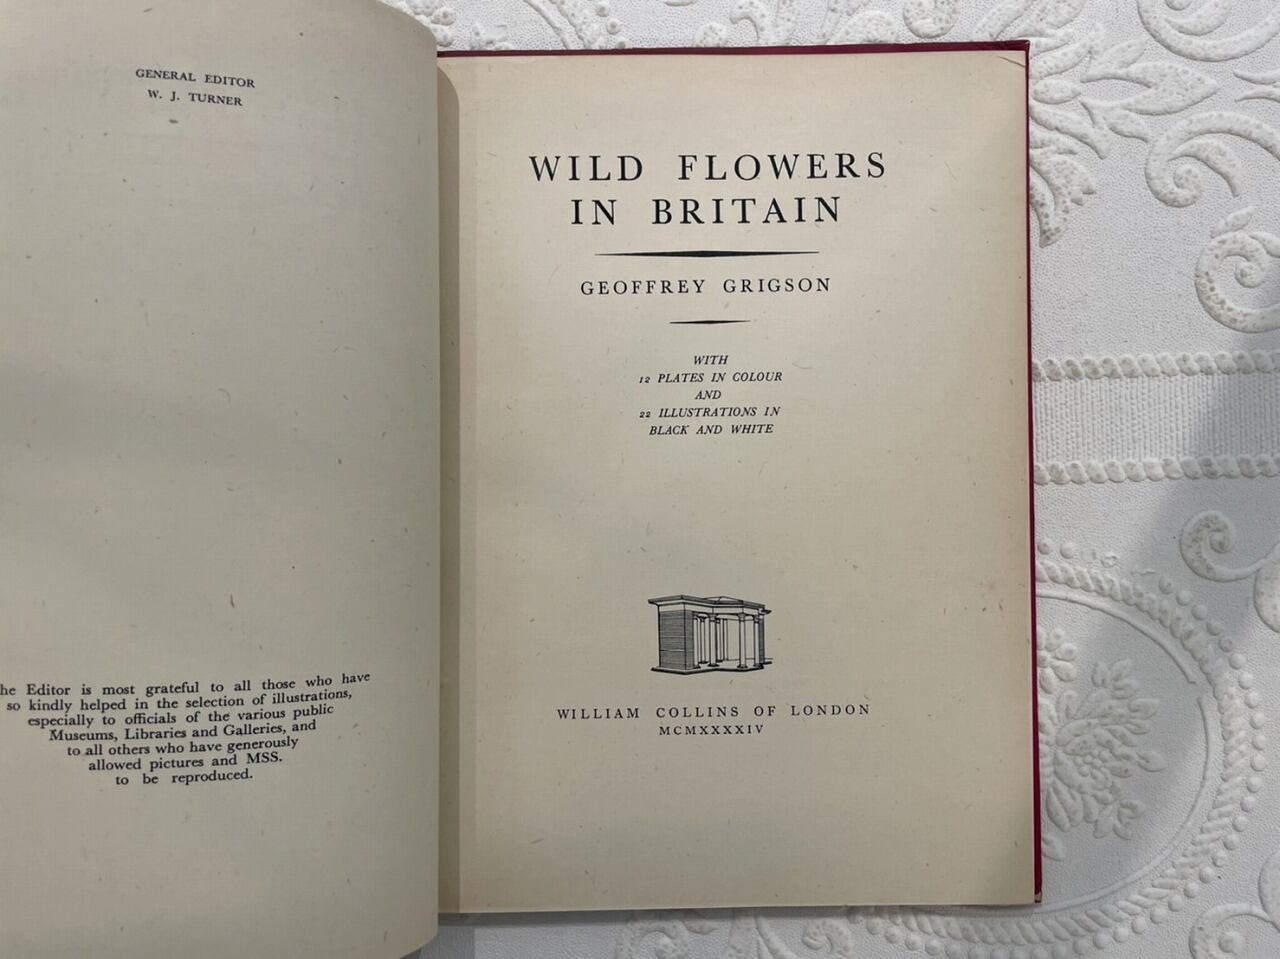 GENERAL EDITOR
W. J. TURNER
he Editor is most grateful to all those who have
so kindly helped in the selection of illustrations,
especially to officials of the various public
Museums, Libraries and Galleries, and
to all others who have generously
allowed pictures and MSS.
to be reproduced.
WILD FLOWERS
IN BRITAIN
GEOFFREY GRIGSON
WITH
12 PLATES IN COLOUR
AND
22 ILLUSTRATIONS IN
BLACK AND WHITE
WILLIAM COLLINS OF LONDON
MCMXXXXIV